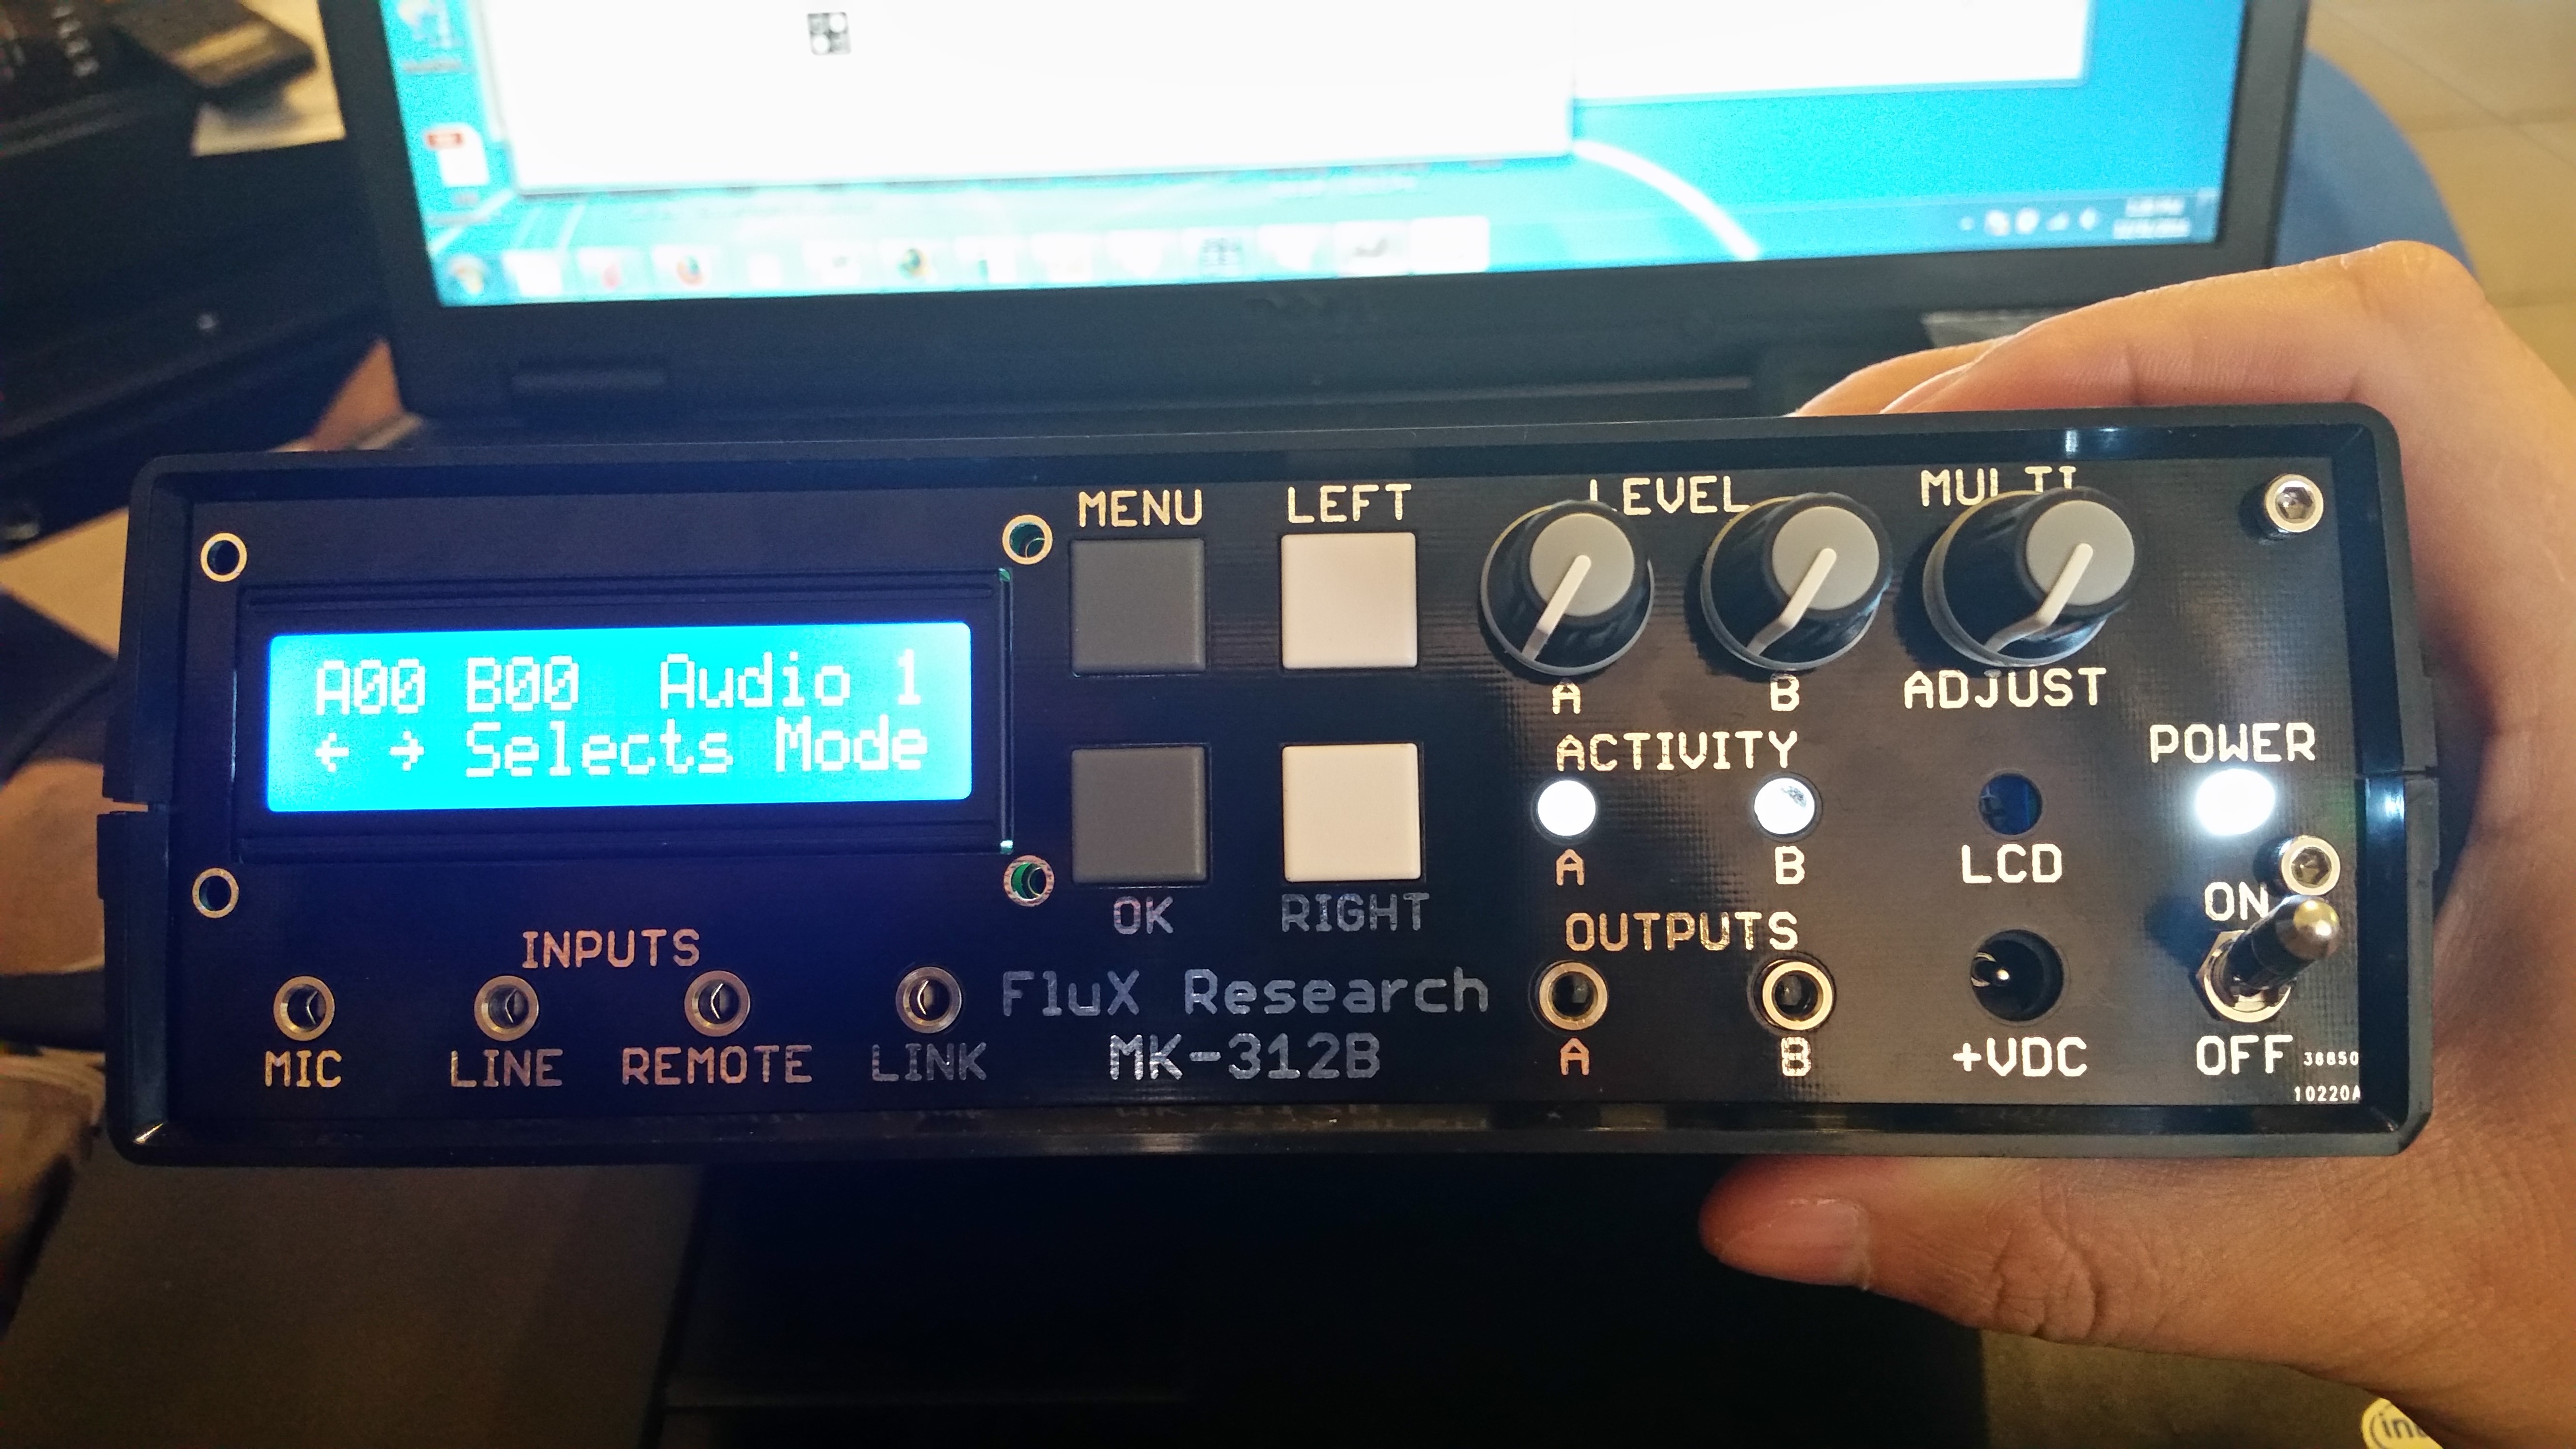 MENU
LEFT
LEVEL
MULTI
A00 B00 Audio 1
← → Selects Mode
A
B
ADJUST
ACTIVITY
POWER
A
B
LCD
OK
RIGHT
ON
INPUTS
OUTPUTS
MIC
LINE
REMOTE
LINK
FluX Research
MK-312B
A
B
+VDC
OFF
38850
10220A